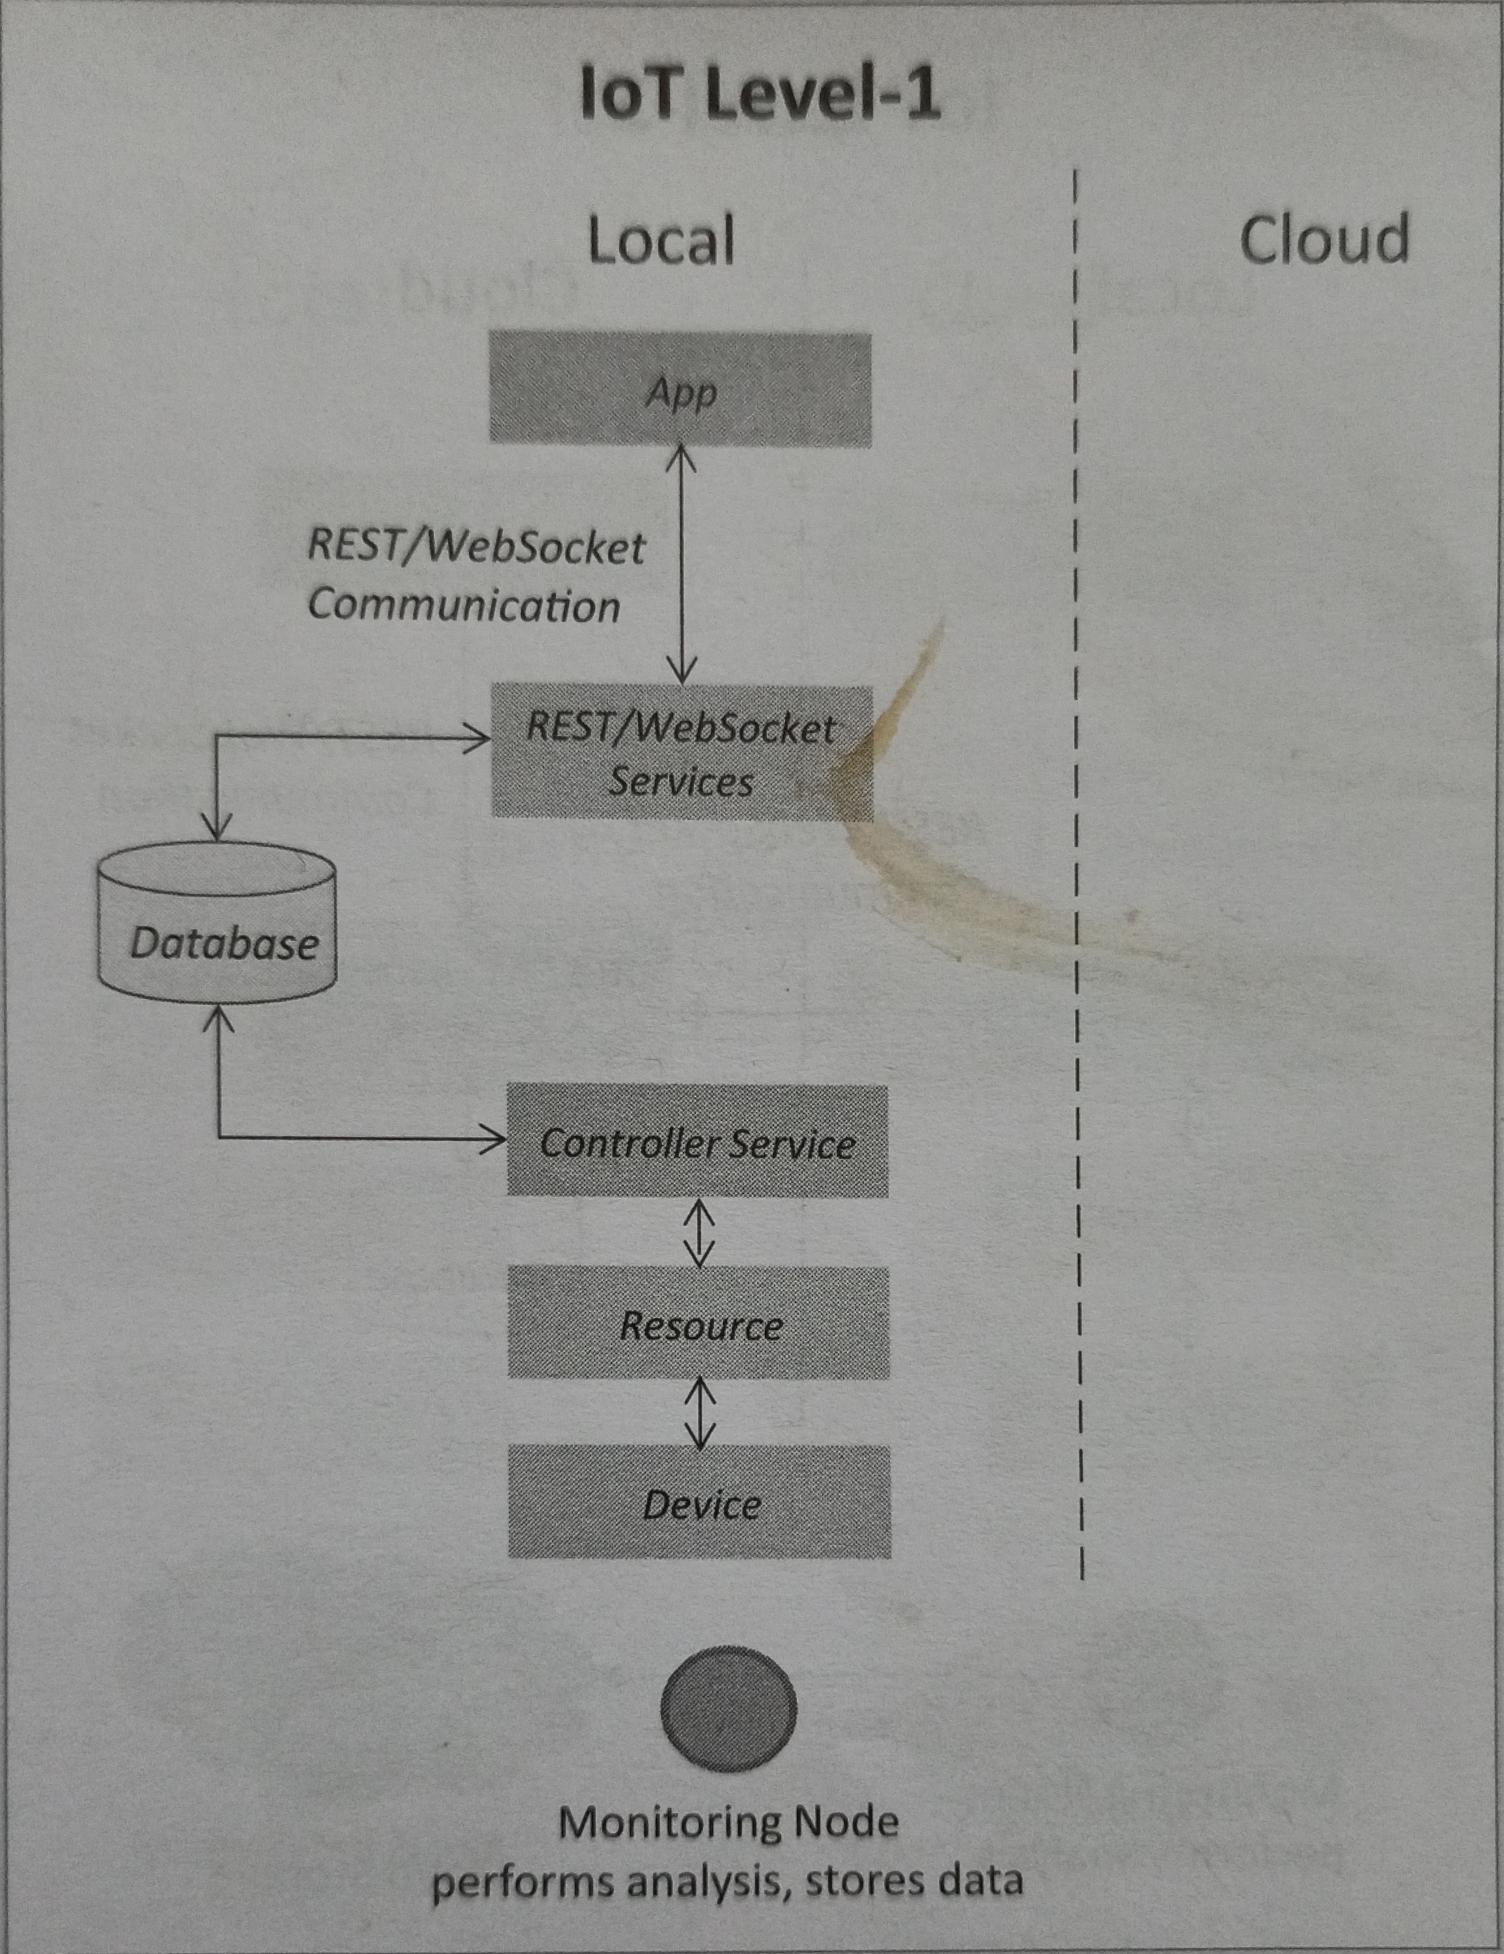 IoT Level-1
Local
Cloud
App
REST/WebSocket
Communication
REST/WebSocket
Services
Database
Controller Service
Resource
Device
Monitoring Node
performs analysis, stores data